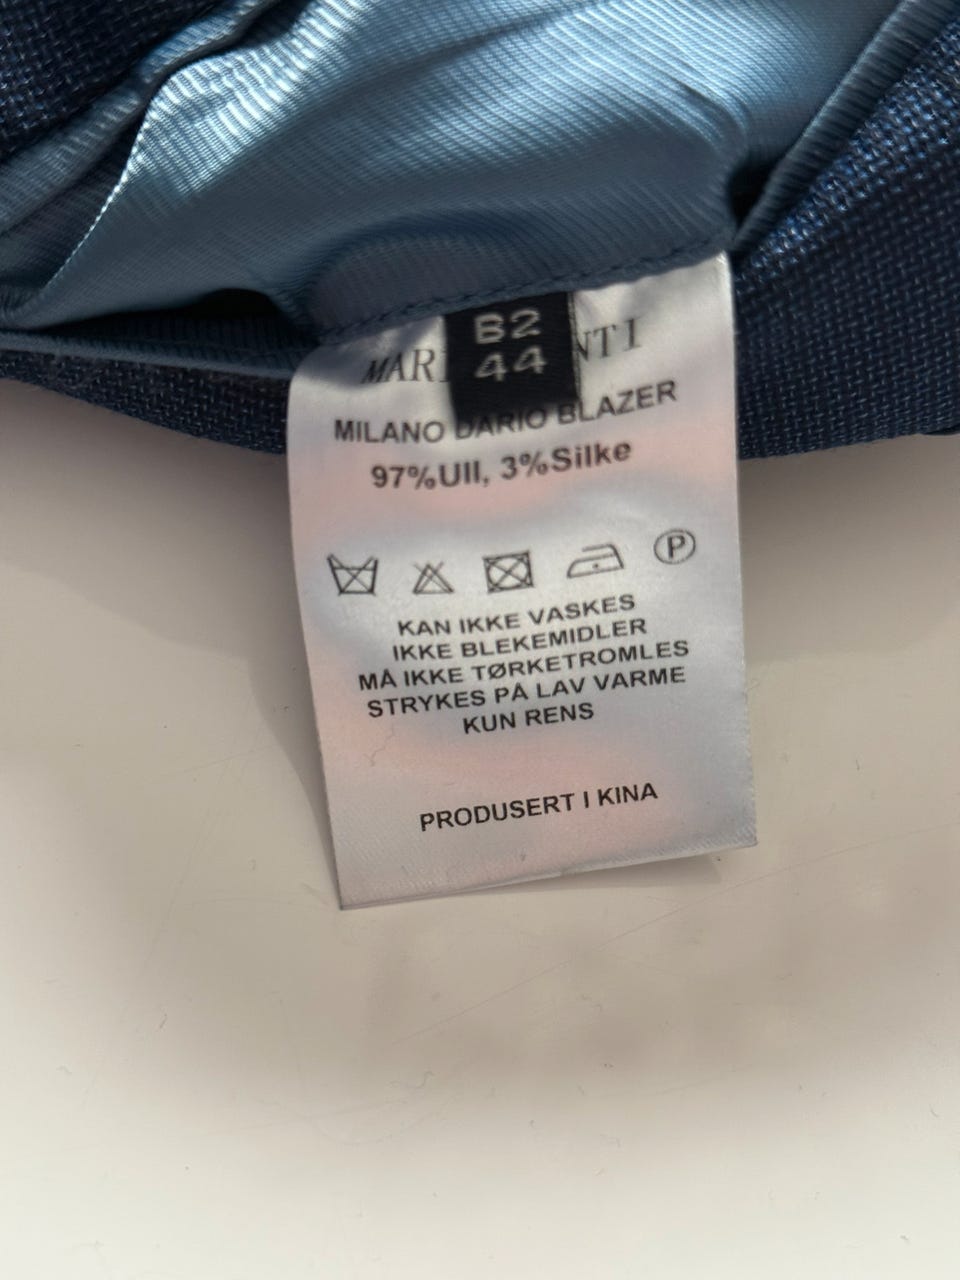 B2
44
MILANO DARIO BLAZER
97%Ull, 3%Silke
P
KAN IKKE VASKES
IKKE BLEKEMIDLER
MÅ IKKE TØRKETROMLES
STRYKES PÅ LAV VARME
KUN RENS
PRODUSERT I KINA